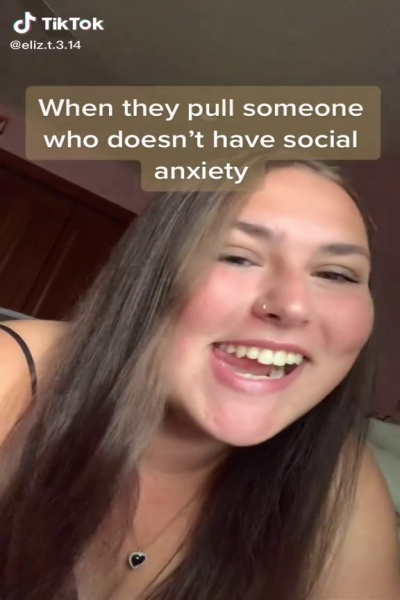 TikTok
@eliz.t.3.14
When they pull someone
who doesn’t have social
anxiety